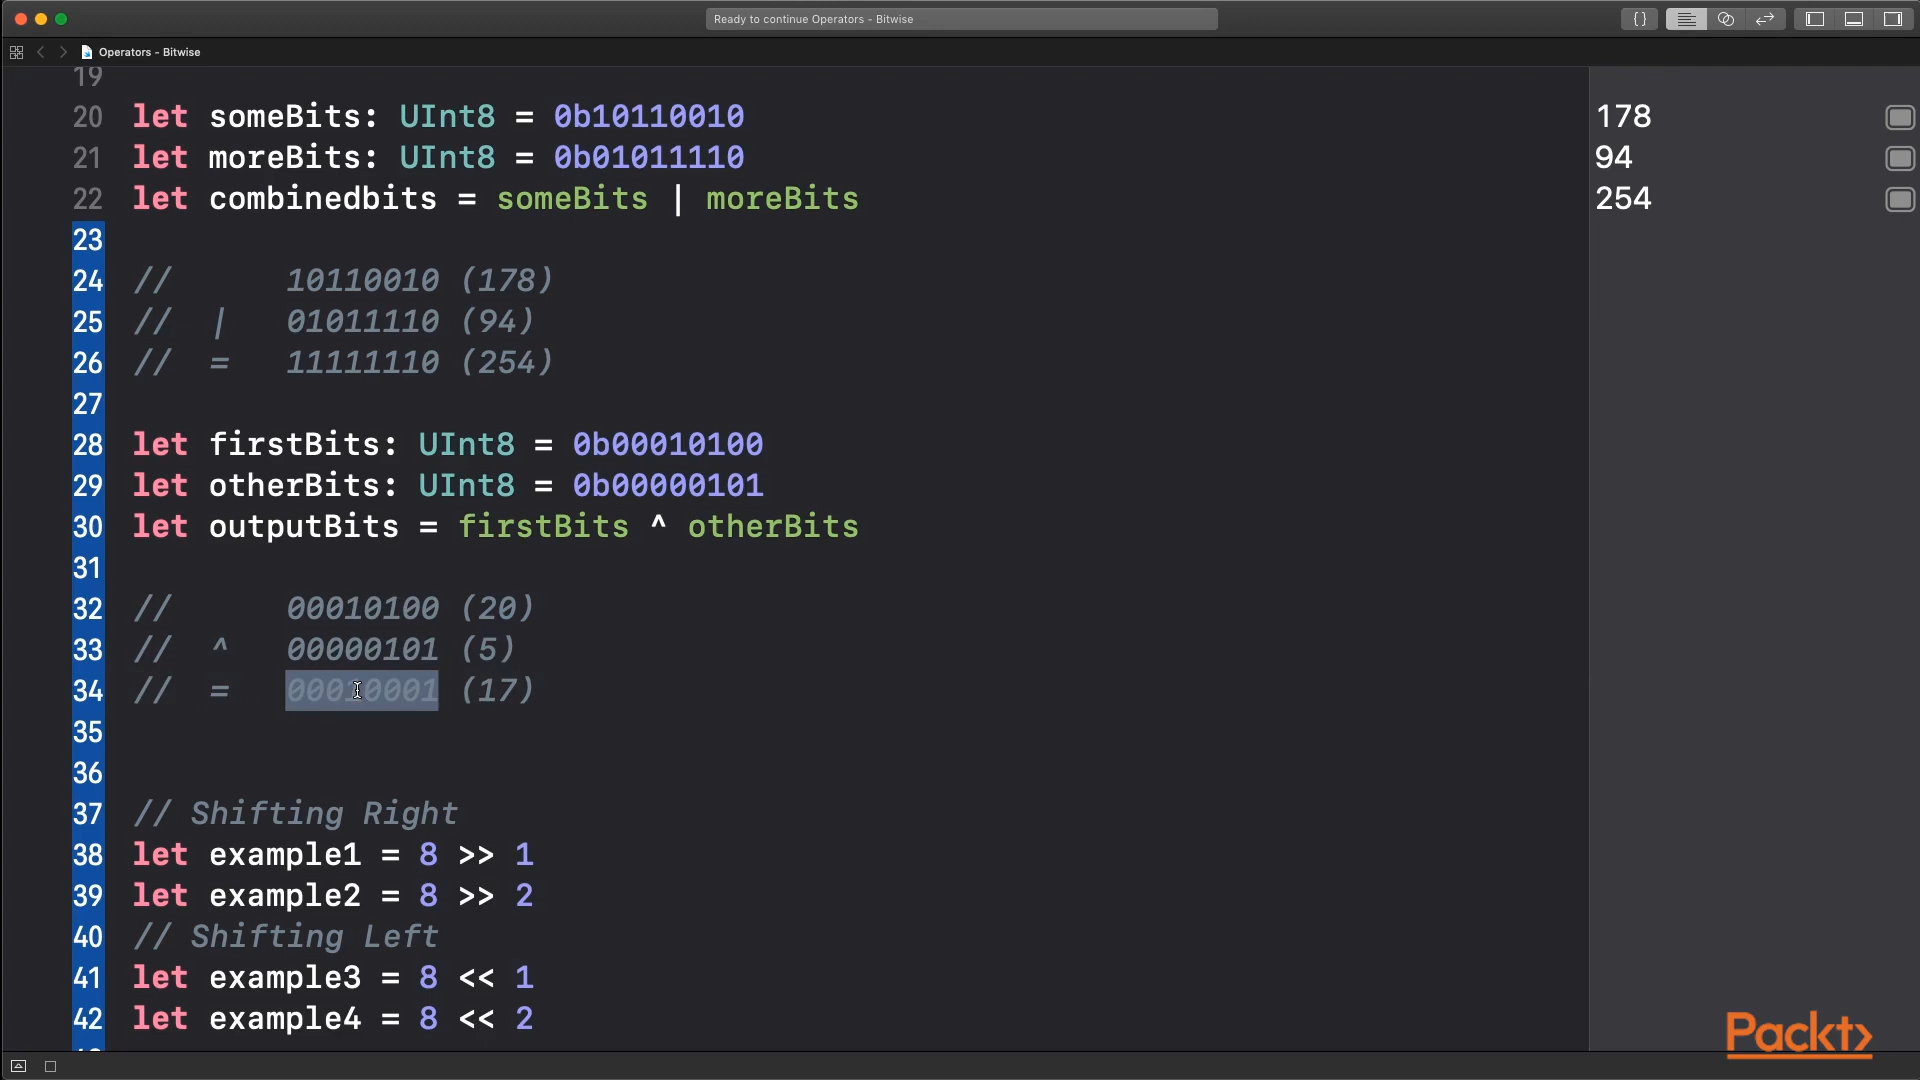 Ready to continue Operators - Bitwise
{ }
Operators - Bitwise
19
20 let someBits: UInt8 = 0b10110010 178
21 let moreBits: UInt8 = 0b01011110 94
22 let combinedbits = someBits | moreBits 254
23
24 // 10110010 (178)
25 // | 01011110 (94)
26 // = 11111110 (254)
27
28 let firstBits: UInt8 = 0b00010100
29 let otherBits: UInt8 = 0b00000101
30 let outputBits = firstBits ^ otherBits
31
32 // 00010100 (20)
33 // ^ 00000101 (5)
34 // = 00010001 (17)
35
36
37 // Shifting Right
38 let example1 = 8 >> 1
39 let example2 = 8 >> 2
40 // Shifting Left
41 let example3 = 8 << 1
42 let example4 = 8 << 2
Packt>